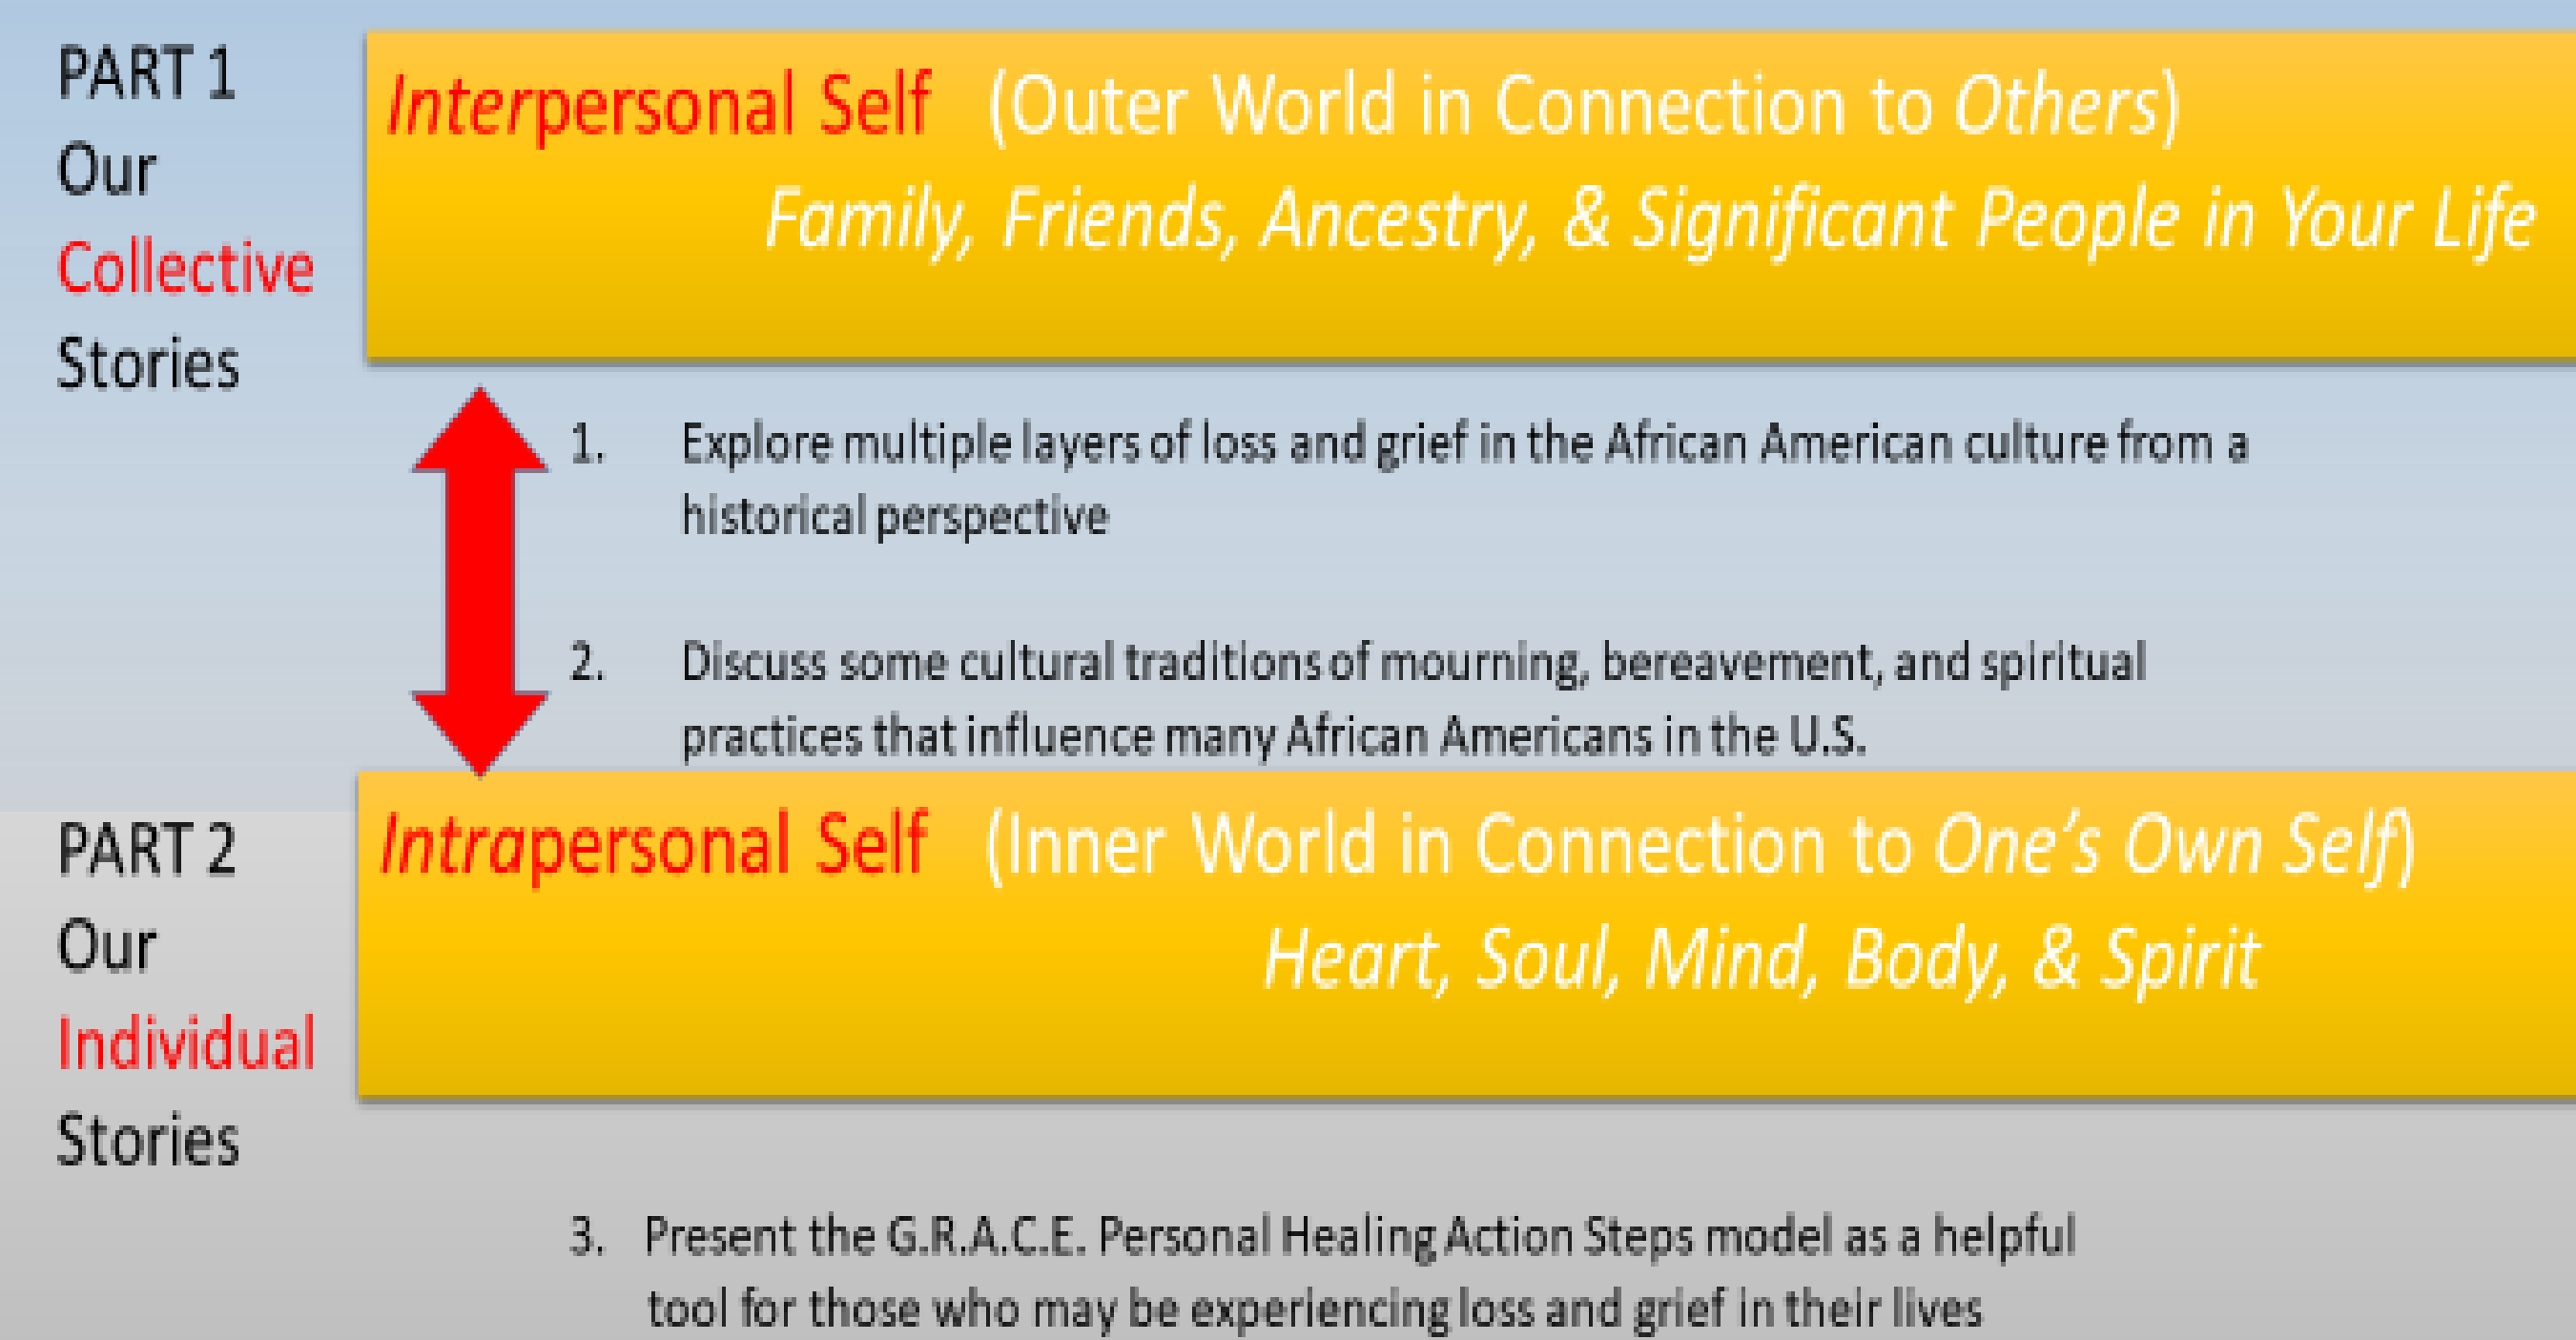 PART 1
Our
Collective
Stories
Interpersonal Self (Outer World in Connection to Others)
Family, Friends, Ancestry, & Significant People in Your Life
1. Explore multiple layers of loss and grief in the African American culture from a
historical perspective
2. Discuss some cultural traditions of mourning, bereavement, and spiritual
practices that influence many African Americans in the U.S.
PART 2
Our
Individual
Stories
Intrapersonal Self (Inner World in Connection to One's Own Self)
Heart, Soul, Mind, Body, & Spirit
3. Present the G.R.A.C.E. Personal Healing Action Steps model as a helpful
tool for those who may be experiencing loss and grief in their lives